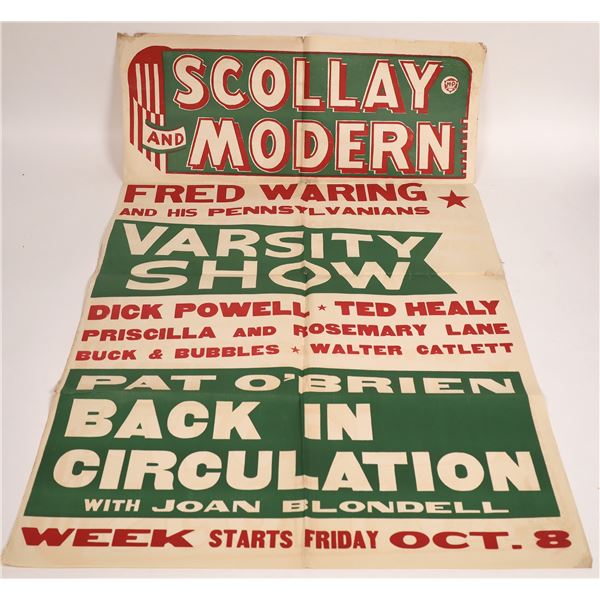 SCOLLAY
AND MODERN
FRED WARING
AND HIS PENNSYLVANIANS
VARSITY
SHOW
DICK POWELL ★ TED HEALY
PRISCILLA AND ROSEMARY LANE
BUCK & BUBBLES ★ WALTER CATLETT
PAT O'BRIEN
BACK IN
CIRCULATION
WITH JOAN BLONDELL
WEEK STARTS FRIDAY OCT. 8